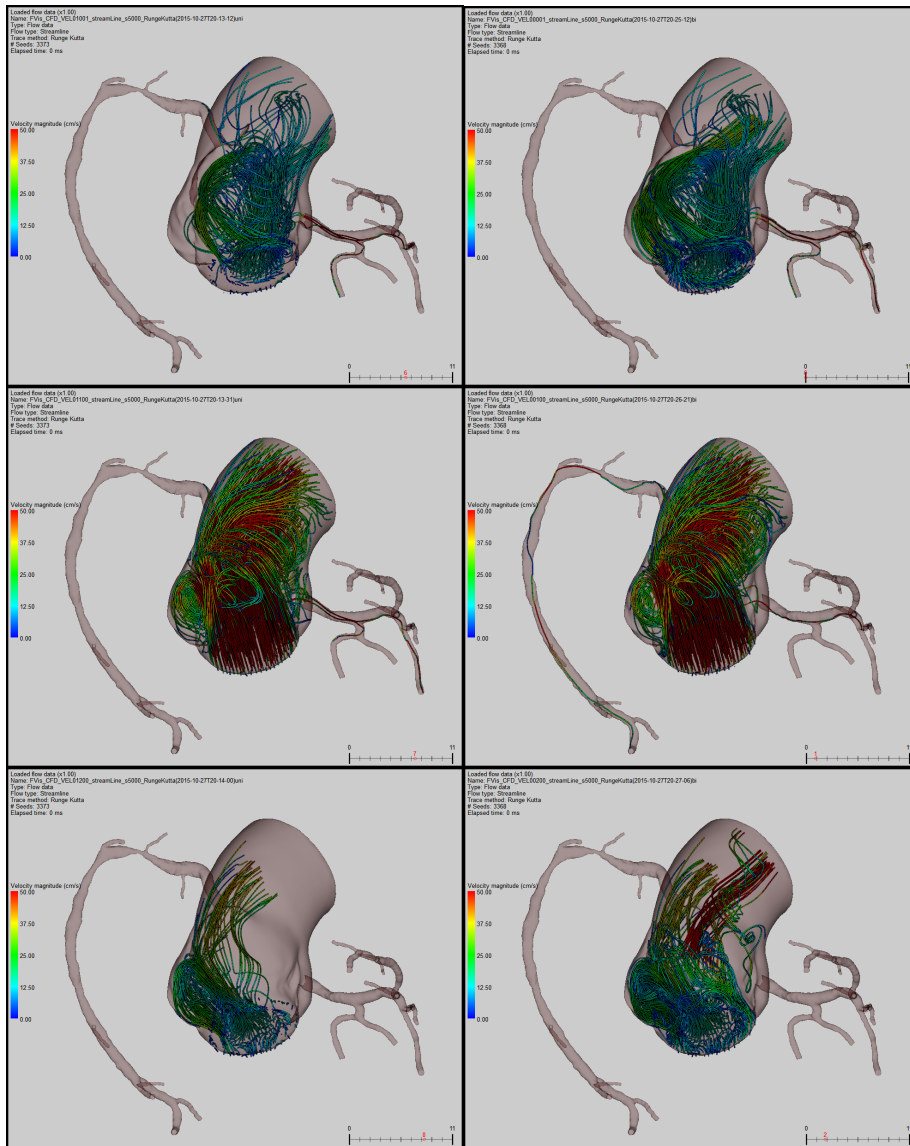 Loaded flow data (x1.00)
Name: FVis_CFD_VEL01001_streamLine_s5000_RungeKutta(2015-10-27T20-13-12)uni
Type: Flow data
Flow type: Streamline
Trace method: Runge Kutta
# Seeds: 3373
Elapsed time: 0 ms
Velocity magnitude (cm/s)
50.00
37.50
25.00
12.50
0.00
0 11
6
Loaded flow data (x1.00)
Name: FVis_CFD_VEL00001_streamLine_s5000_RungeKutta(2015-10-27T20-25-12)bi
Type: Flow data
Flow type: Streamline
Trace method: Runge Kutta
# Seeds: 3368
Elapsed time: 0 ms
Velocity magnitude (cm/s)
50.00
37.50
25.00
12.50
0.00
0 11
Loaded flow data (x1.00)
Name: FVis_CFD_VEL01100_streamLine_s5000_RungeKutta(2015-10-27T20-13-31)uni
Type: Flow data
Flow type: Streamline
Trace method: Runge Kutta
# Seeds: 3373
Elapsed time: 0 ms
Velocity magnitude (cm/s)
50.00
37.50
25.00
12.50
0.00
0 11
7
Loaded flow data (x1.00)
Name: FVis_CFD_VEL00100_streamLine_s5000_RungeKutta(2015-10-27T20-26-21)bi
Type: Flow data
Flow type: Streamline
Trace method: Runge Kutta
# Seeds: 3368
Elapsed time: 0 ms
Velocity magnitude (cm/s)
50.00
37.50
25.00
12.50
0.00
0 11
1
Loaded flow data (x1.00)
Name: FVis_CFD_VEL01200_streamLine_s5000_RungeKutta(2015-10-27T20-14-00)uni
Type: Flow data
Flow type: Streamline
Trace method: Runge Kutta
# Seeds: 3373
Elapsed time: 0 ms
Velocity magnitude (cm/s)
50.00
37.50
25.00
12.50
0.00
0 11
8
Loaded flow data (x1.00)
Name: FVis_CFD_VEL00200_streamLine_s5000_RungeKutta(2015-10-27T20-27-06)bi
Type: Flow data
Flow type: Streamline
Trace method: Runge Kutta
# Seeds: 3368
Elapsed time: 0 ms
Velocity magnitude (cm/s)
50.00
37.50
25.00
12.50
0.00
0 11
2